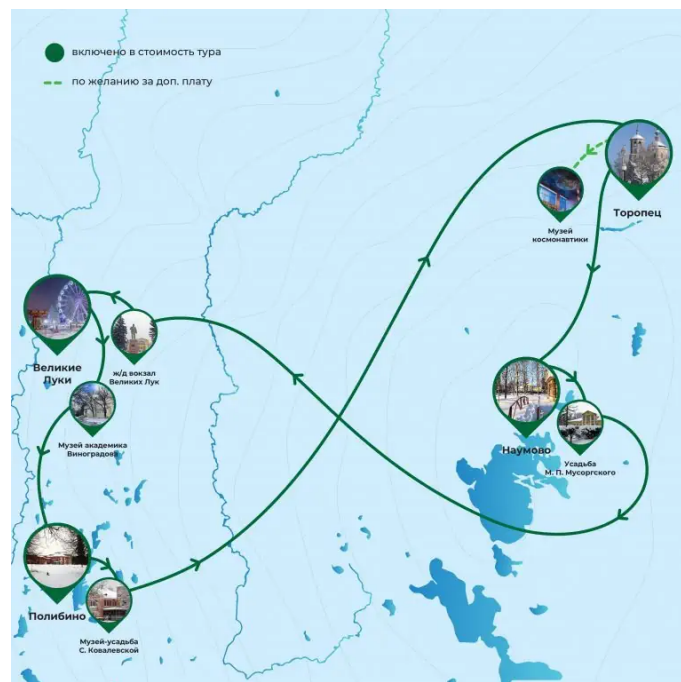 включено в стоимость тура
по желанию за доп. плату
Торопец
Музей
космонавтики
Великие
Луки
ж/д вокзал
Великих Лук
Музей академика
Виноградова
Наумово
Усадьба
М. П. Мусоргского
Полибино
Музей-усадьба
С. Ковалевской